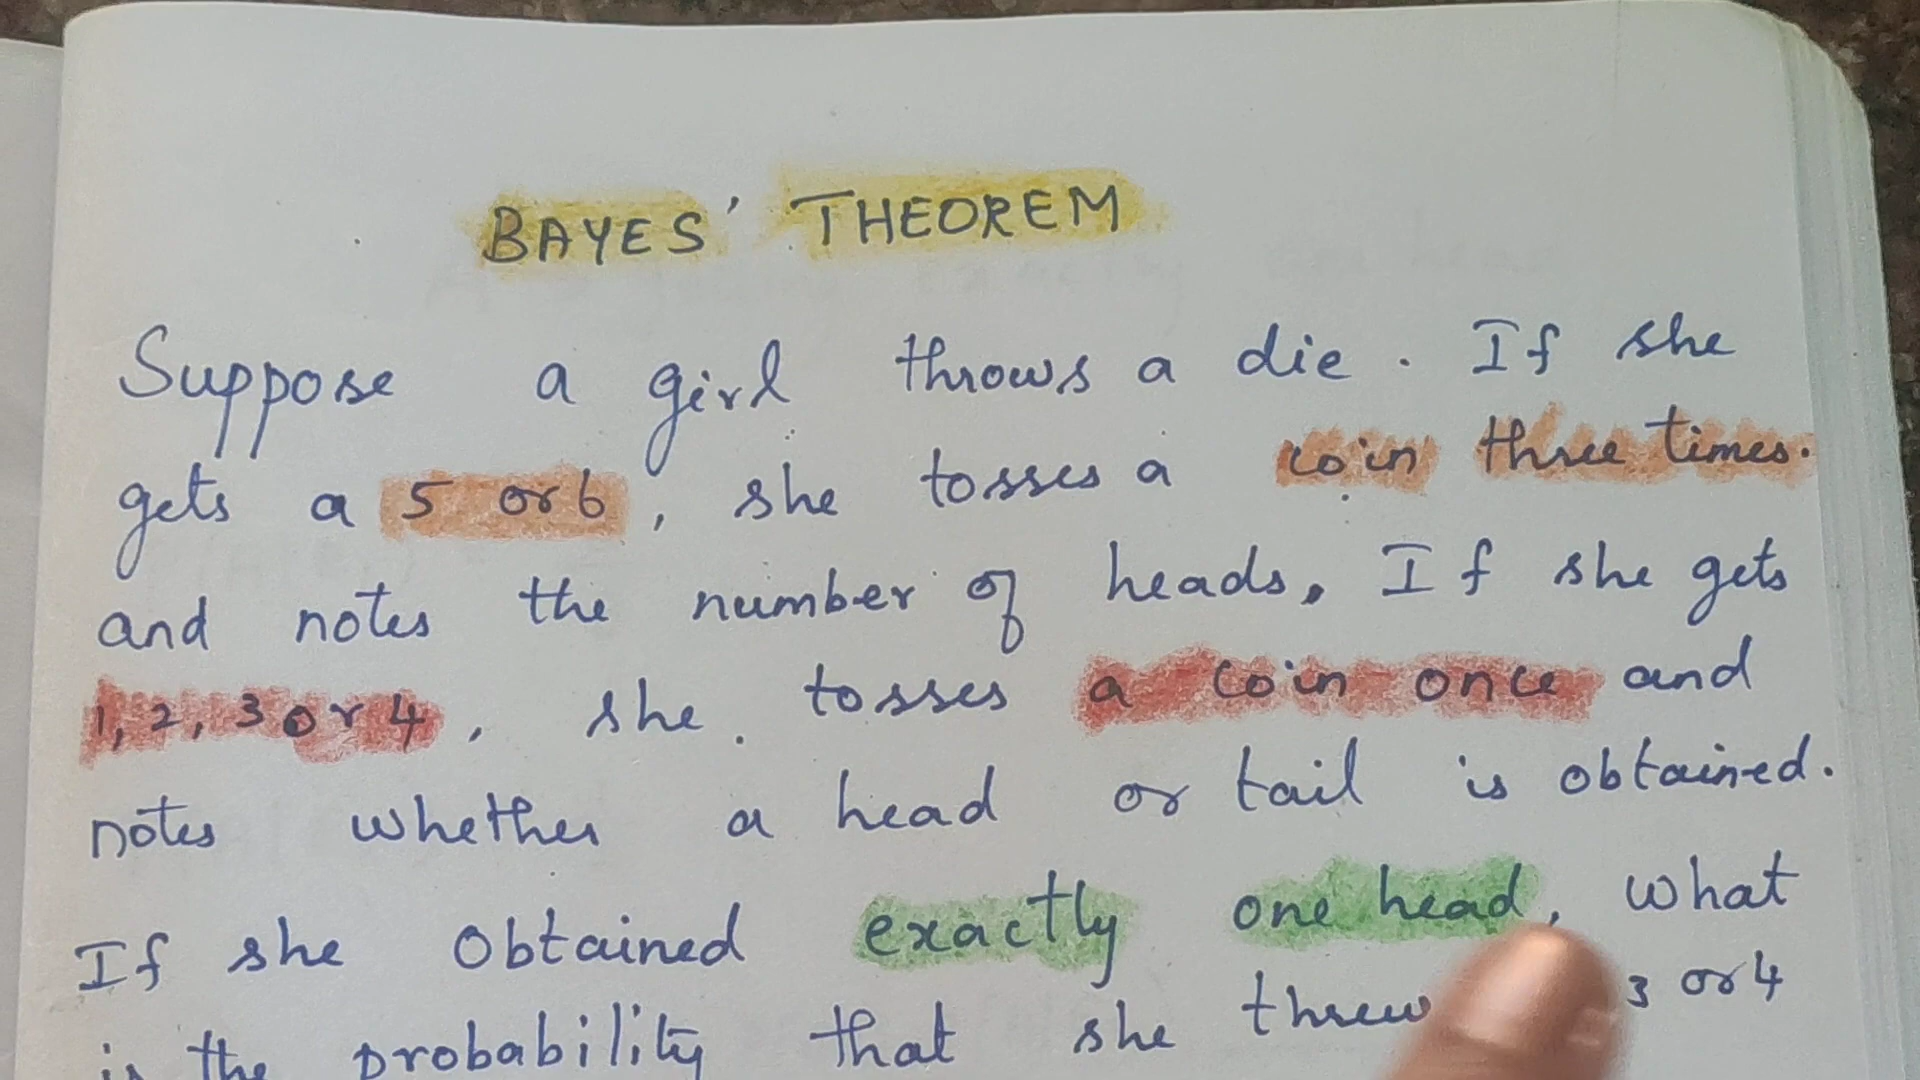 BAYES' THEOREM
Suppose a girl throws a die. If she
gets a 5 or 6, she tosses a coin three times.
and notes the number of heads. If she gets
1, 2, 3 or 4, she tosses a coin once and
notes whether a head or tail is obtained.
If she obtained exactly one head, what
is the probability that she threw 3 or 4